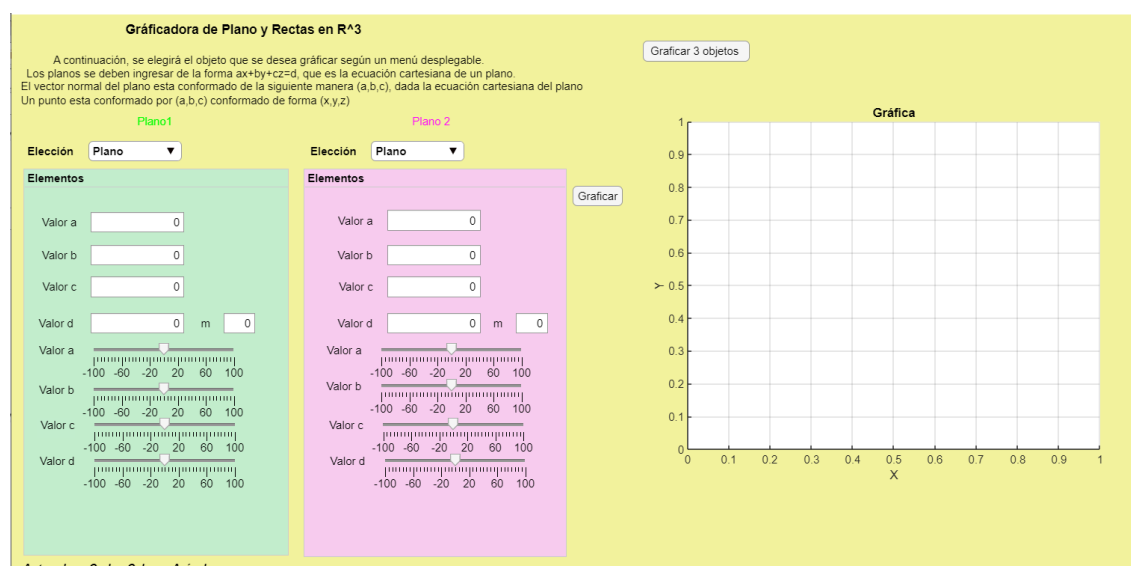 Gráficadora de Plano y Rectas en R^3
A continuación, se elegirá el objeto que se desea gráficar según un menú desplegable.
Los planos se deben ingresar de la forma ax+by+cz=d, que es la ecuación cartesiana de un plano.
El vector normal del plano esta conformado de la siguiente manera (a,b,c), dada la ecuación cartesiana del plano
Un punto esta conformado por (a,b,c) conformado de forma (x,y,z)
Plano1
Elección Plano
Elementos
Valor a 0
Valor b 0
Valor c 0
Valor d 0 m 0
Valor a
-100 -60 -20 20 60 100
Valor b
-100 -60 -20 20 60 100
Valor c
-100 -60 -20 20 60 100
Valor d
-100 -60 -20 20 60 100
Plano 2
Elección Plano
Elementos
Valor a 0
Valor b 0
Valor c 0
Valor d 0 m 0
Valor a
-100 -60 -20 20 60 100
Valor b
-100 -60 -20 20 60 100
Valor c
-100 -60 -20 20 60 100
Valor d
-100 -60 -20 20 60 100
Graficar
Graficar 3 objetos
Gráfica
1
0.9
0.8
0.7
0.6
0.5
0.4
0.3
0.2
0.1
0
Y
0 0.1 0.2 0.3 0.4 0.5 0.6 0.7 0.8 0.9 1
X